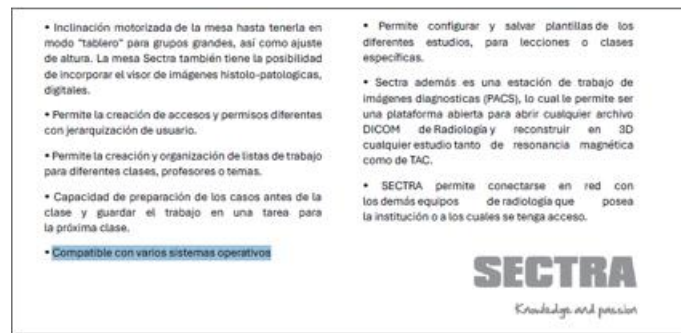 • Inclinación motorizada de la mesa hasta tenerla en
modo "tablero" para grupos grandes, así como ajuste
de altura. La mesa Sectra también tiene la posibilidad
de incorporar el visor de imágenes histolo-patologicas,
digitales.
• Permite la creación de accesos y permisos diferentes
con jerarquización de usuario.
• Permite la creación y organización de listas de trabajo
para diferentes clases, profesores o temas.
• Capacidad de preparación de los casos antes de la
clase y guardar el trabajo en una tarea para
la próxima clase.
• Compatible con varios sistemas operativos
• Permite configurar y salvar plantillas de los
diferentes estudios, para lecciones o clases
específicas.
• Sectra además es una estación de trabajo de
imágenes diagnosticas (PACS), lo cual le permite ser
una plataforma abierta para abrir cualquier archivo
DICOM de Radiología y reconstruir en 3D
cualquier estudio tanto de resonancia magnética
como de TAC.
• SECTRA permite conectarse en red con
los demás equipos de radiología que posea
la institución o a los cuales se tenga acceso.
SECTRA
Knowledge and passion